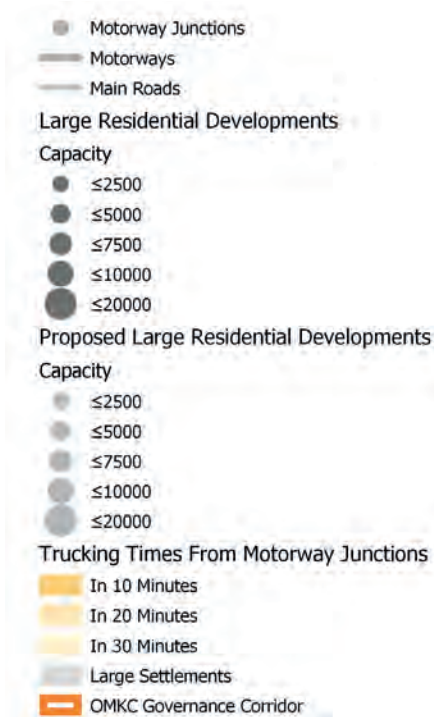 Motorway Junctions
Motorways
Main Roads
Large Residential Developments
Capacity
≤2500
≤5000
≤7500
≤10000
≤20000
Proposed Large Residential Developments
Capacity
≤2500
≤5000
≤7500
≤10000
≤20000
Trucking Times From Motorway Junctions
In 10 Minutes
In 20 Minutes
In 30 Minutes
Large Settlements
OMKC Governance Corridor